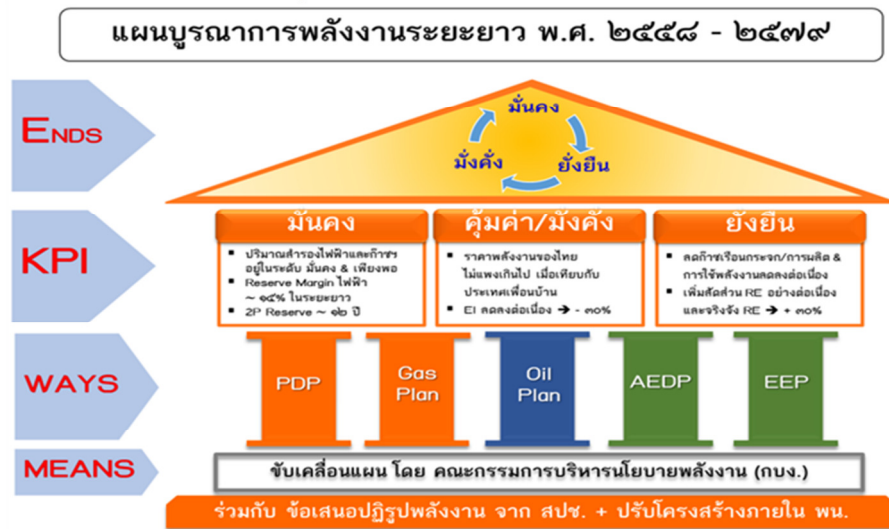 แผนบูรณาการพลังงานระยะยาว พ.ศ. ๒๕๕๘ - ๒๕๗๙
ENDS
มั่นคง
มั่งคั่ง
ยั่งยืน
KPI
มั่นคง
▪ ปริมาณสำรองไฟฟ้าและก๊าซฯ
อยู่ในระดับ มั่นคง & เพียงพอ
▪ Reserve Margin ไฟฟ้า
~ ๑๕% ในระยะยาว
▪ 2P Reserve ~ ๑๒ ปี
คุ้มค่า/มั่งคั่ง
▪ ราคาพลังงานของไทย
ไม่แพงเกินไป เมื่อเทียบกับ
ประเทศเพื่อนบ้าน
▪ EI ลดลงต่อเนื่อง → - ๓๐%
ยั่งยืน
▪ ลดก๊าซเรือนกระจก/การผลิต &
การใช้พลังงานลดลงต่อเนื่อง
▪ เพิ่มสัดส่วน RE อย่างต่อเนื่อง
และจริงจัง RE → + ๓๐%
WAYS
PDP
Gas
Plan
Oil
Plan
AEDP
EEP
MEANS
ขับเคลื่อนแผน โดย คณะกรรมการบริหารนโยบายพลังงาน (กบง.)
ร่วมกับ ข้อเสนอปฏิรูปพลังงาน จาก สปช. + ปรับโครงสร้างภายใน พน.